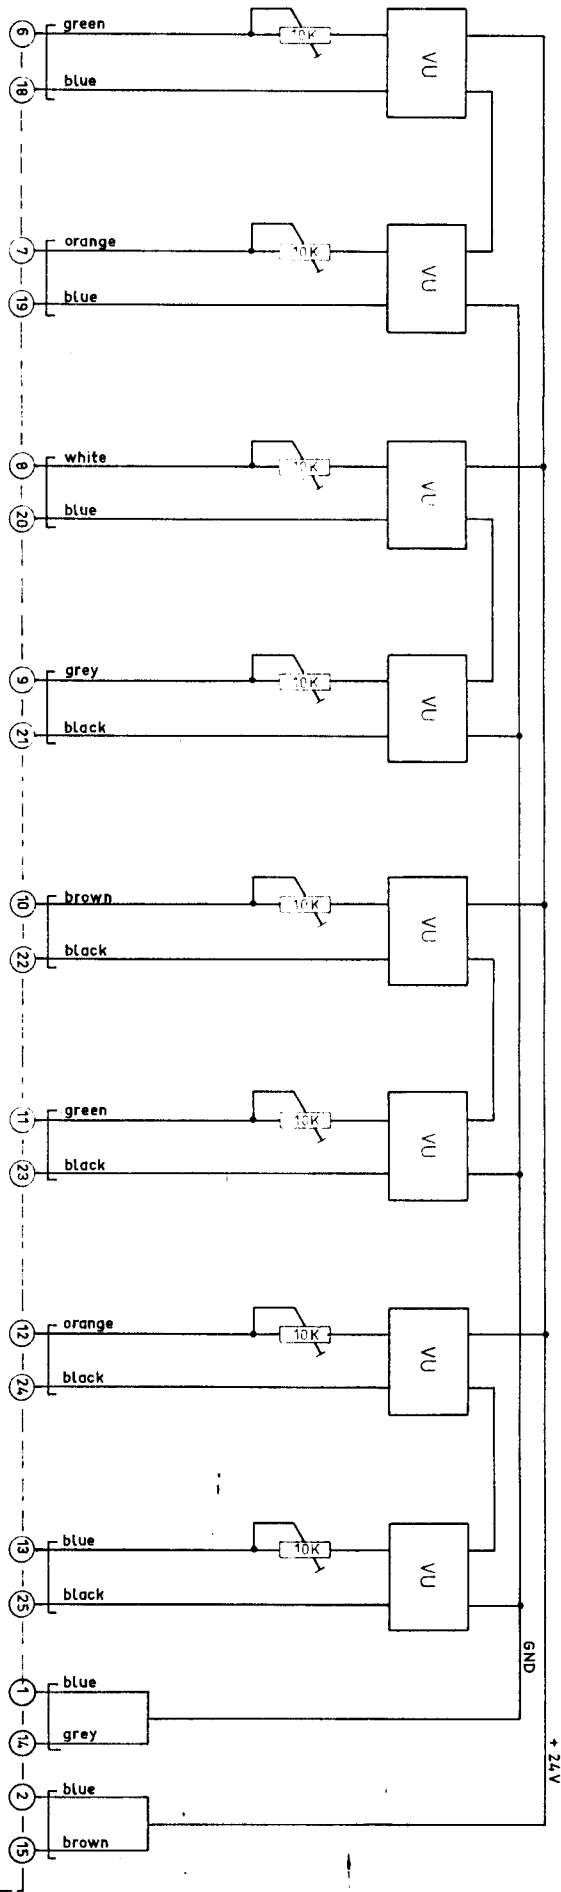 6 green 10K VU
18 blue
7 orange 10K VU
19 blue
8 white 10K VU
20 blue
9 grey 10K VU
21 black
10 brown 10K VU
22 black
11 green 10K VU
23 black
12 orange 10K VU
24 black
13 blue 10K VU
25 black
GND
1 blue
14 grey
+ 24V
2 blue
15 brown